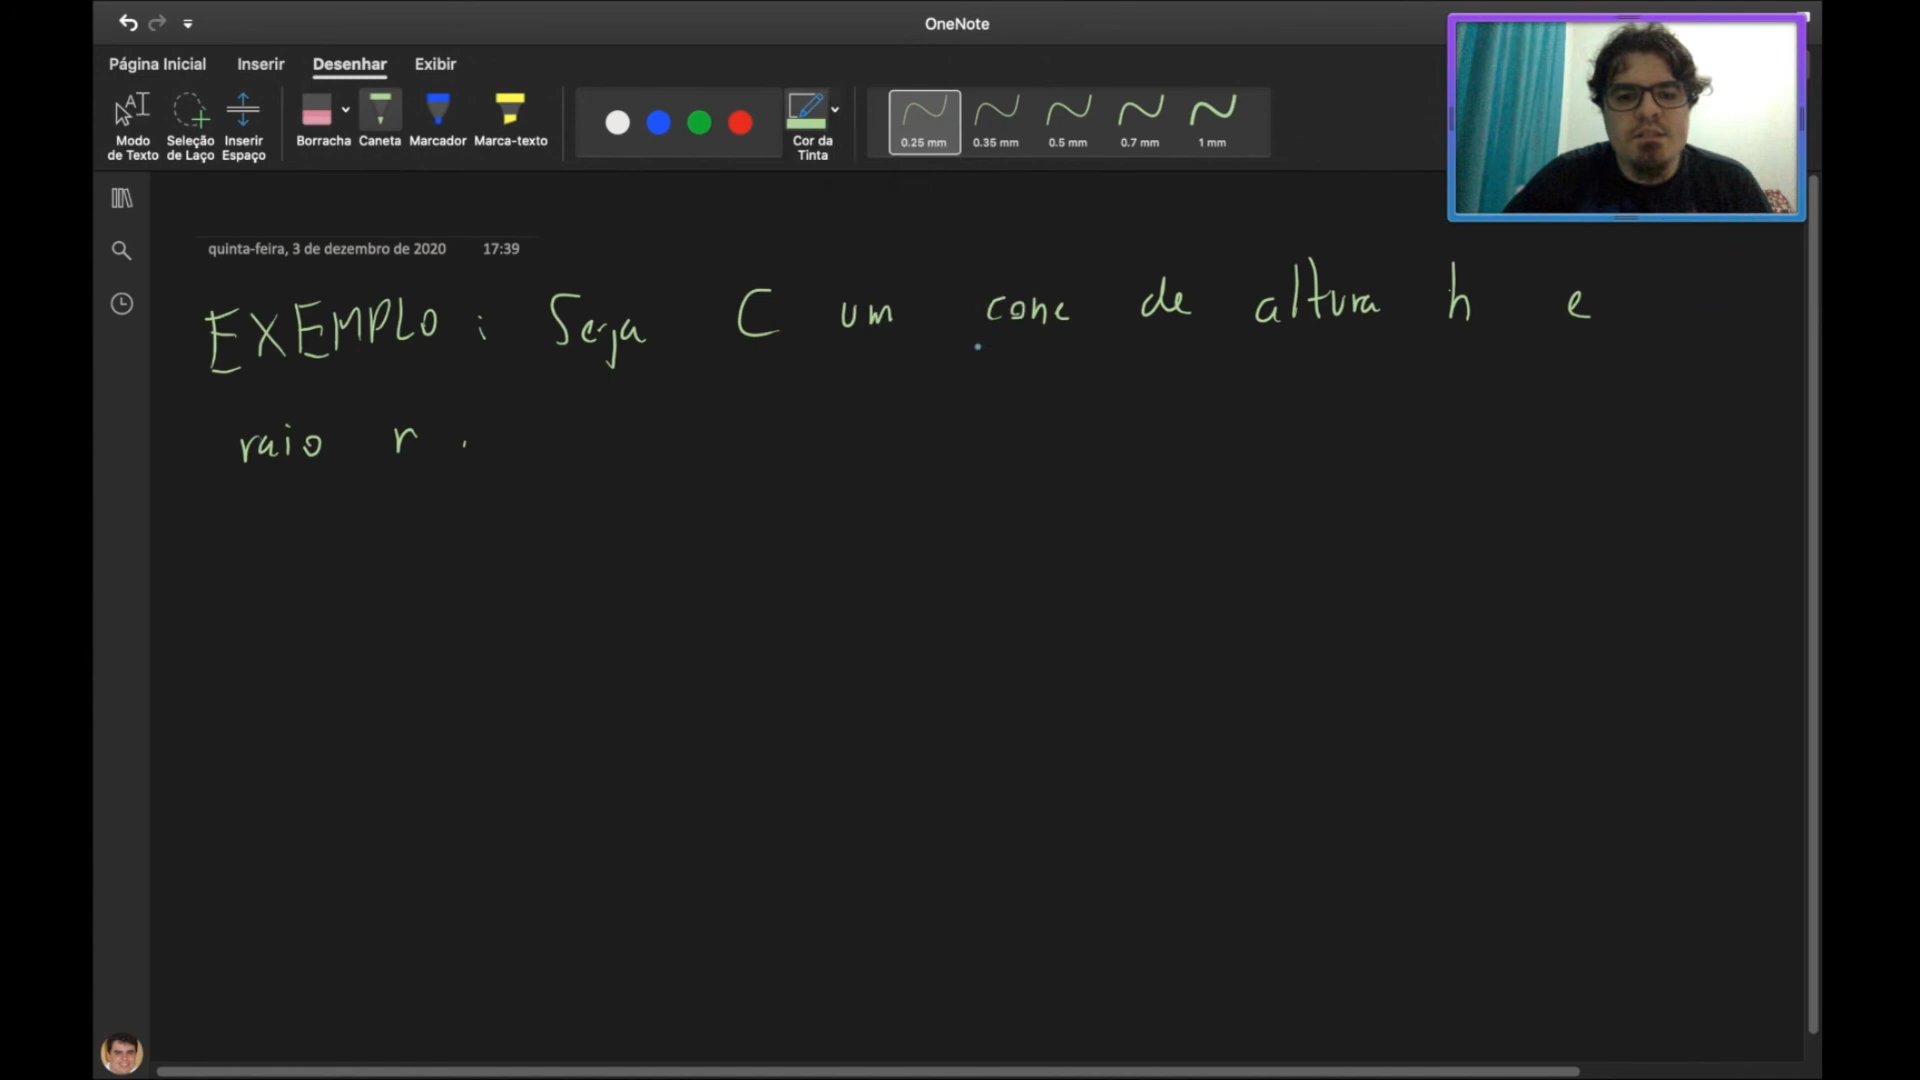 OneNote
Página Inicial Inserir Desenhar Exibir
Modo de Texto
Seleção de Laço
Inserir Espaço
Borracha
Caneta
Marcador
Marca-texto
Cor da Tinta
0.25 mm
0.35 mm
0.5 mm
0.7 mm
1 mm
quinta-feira, 3 de dezembro de 2020 17:39
EXEMPLO: Seja C um cone de altura h e
raio r.